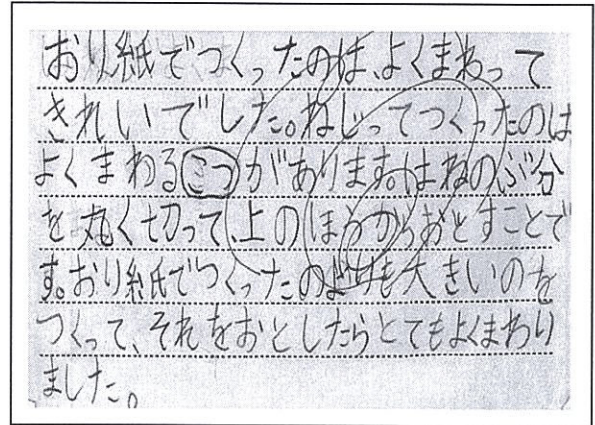 おり紙でつくったのは、よくまわって
きれいでした。ねじってつくったのは
よくまわるこつがあります。はねのぶ分
を丸く切って、上のほうからおとすことで
す。おり紙でつくったのよりも大きいのを
つくって、それをおとしたらとてもよくまわり
ました。